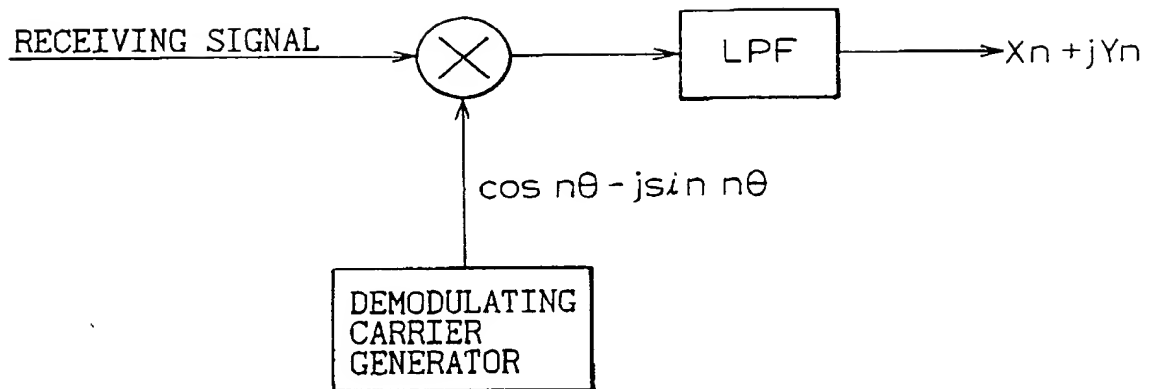 RECEIVING SIGNAL
LPF
Xn +jYn
cos nθ - jsin nθ
DEMODULATING
CARRIER
GENERATOR